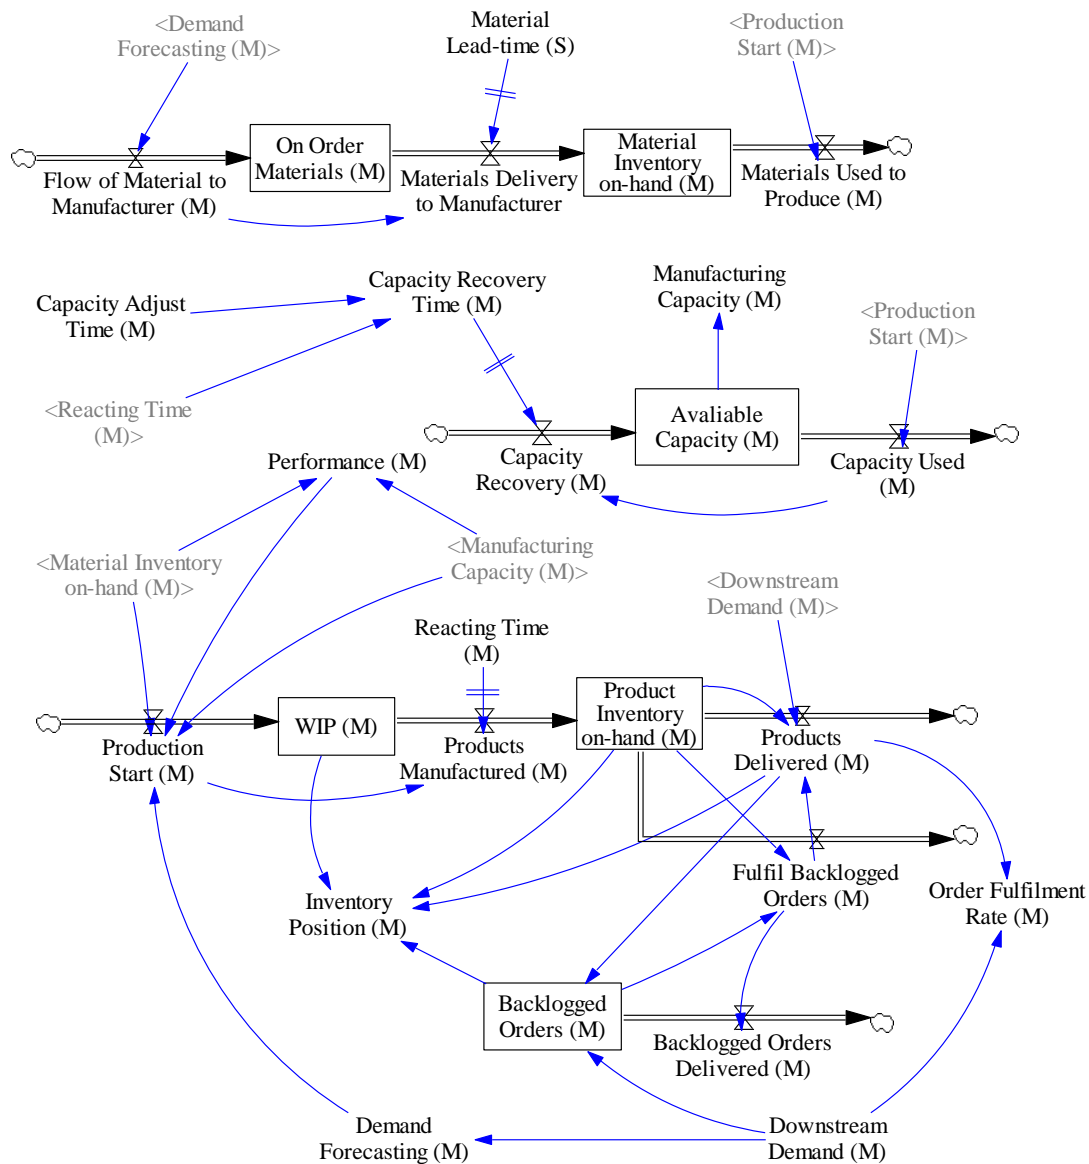 <Demand
Forecasting (M)>
Material
Lead-time (S)
<Production
Start (M)>
On Order
Materials (M)
Material
Inventory
on-hand (M)
Flow of Material to
Manufacturer (M)
Materials Delivery
to Manufacturer
Materials Used to
Produce (M)
Capacity Adjust
Time (M)
Capacity Recovery
Time (M)
Manufacturing
Capacity (M)
<Production
Start (M)>
<Reacting Time
(M)>
Avaliable
Capacity (M)
Performance (M)
Capacity
Recovery (M)
Capacity Used
(M)
<Material Inventory
on-hand (M)>
<Manufacturing
Capacity (M)>
<Downstream
Demand (M)>
Reacting Time
(M)
WIP (M)
Product
Inventory
on-hand (M)
Production
Start (M)
Products
Manufactured (M)
Products
Delivered (M)
Inventory
Position (M)
Fulfil Backlogged
Orders (M)
Order Fulfilment
Rate (M)
Backlogged
Orders (M)
Backlogged Orders
Delivered (M)
Demand
Forecasting (M)
Downstream
Demand (M)